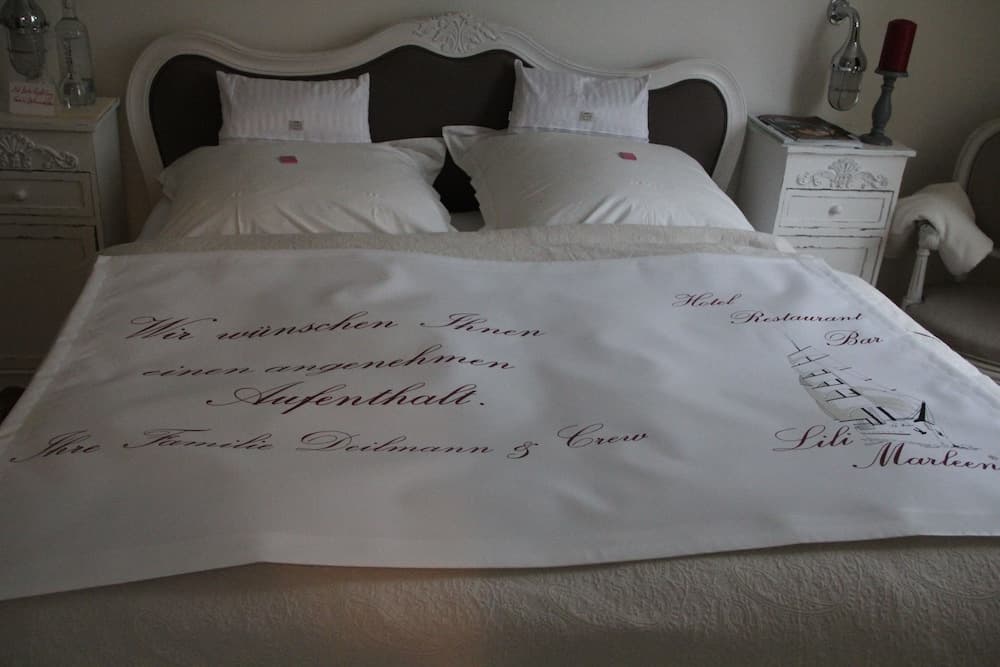 Wir wünschen Ihnen
einen angenehmen
Aufenthalt.
Ihre Familie Deilmann & Crew
Hotel
Restaurant
Bar
Lili
Marleen